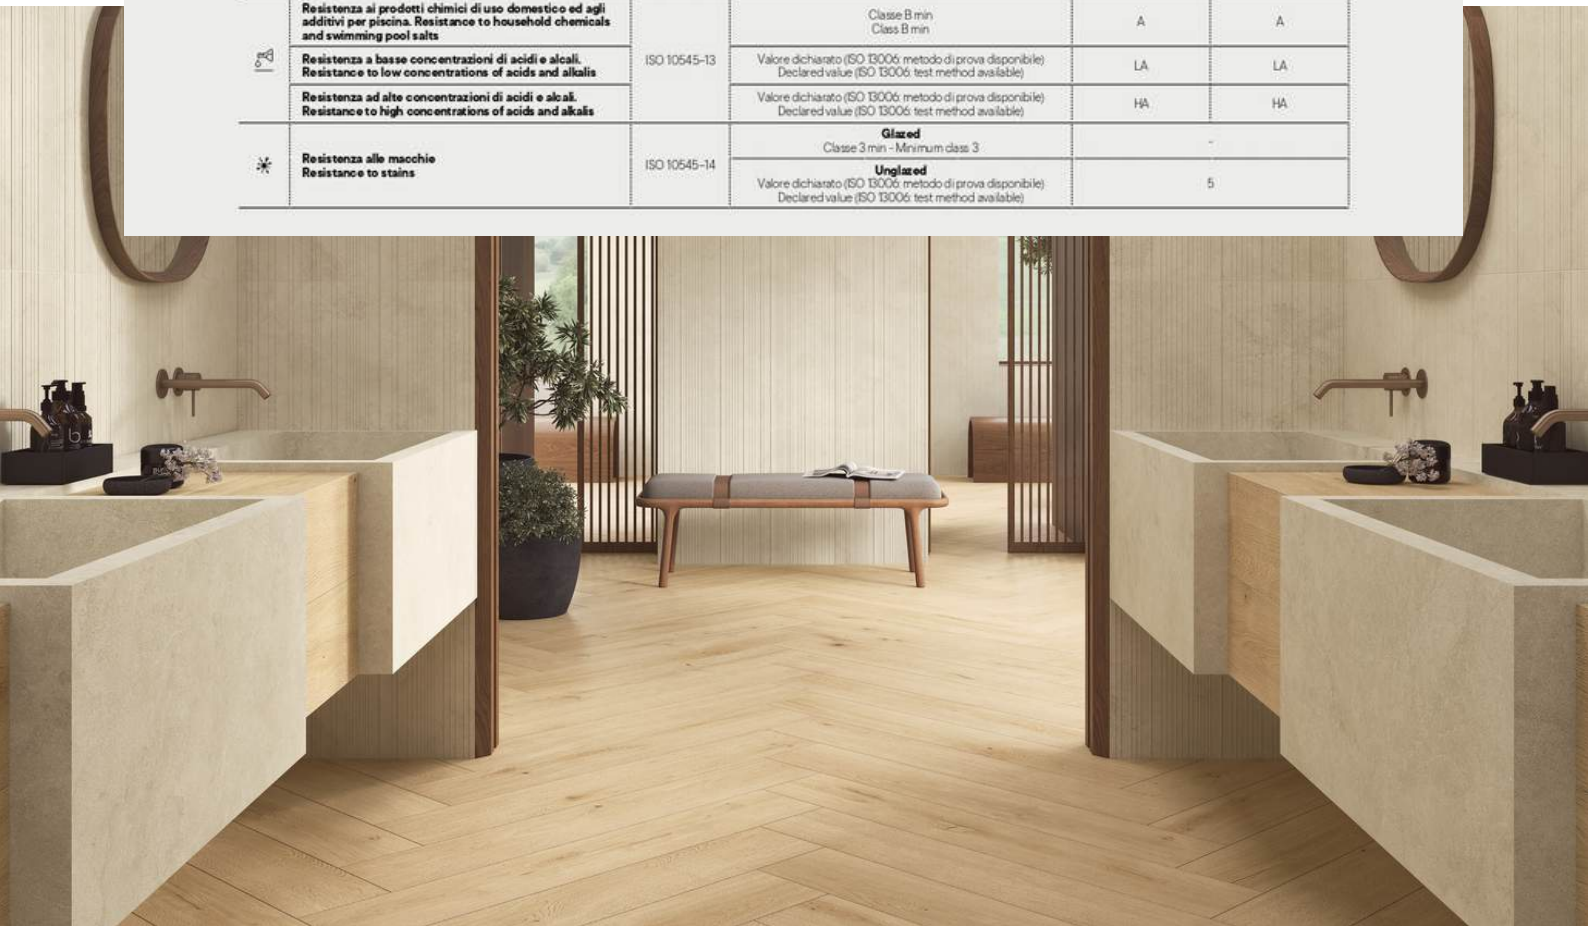 Resistenza ai prodotti chimici di uso domestico ed agli
additivi per piscina. Resistance to household chemicals
and swimming pool salts
Classe B min
Class B min
A
A
ISO 10545-13
Resistenza a basse concentrazioni di acidi e alcali.
Resistance to low concentrations of acids and alkalis
Valore dichiarato (ISO 13006: metodo di prova disponibile)
Declared value (ISO 13006: test method available)
LA
LA
Resistenza ad alte concentrazioni di acidi e alcali.
Resistance to high concentrations of acids and alkalis
Valore dichiarato (ISO 13006: metodo di prova disponibile)
Declared value (ISO 13006: test method available)
HA
HA
Resistenza alle macchie
Resistance to stains
ISO 10545-14
Glazed
Classe 3 min - Minimum class 3
-
Unglazed
Valore dichiarato (ISO 13006: metodo di prova disponibile)
Declared value (ISO 13006: test method available)
5